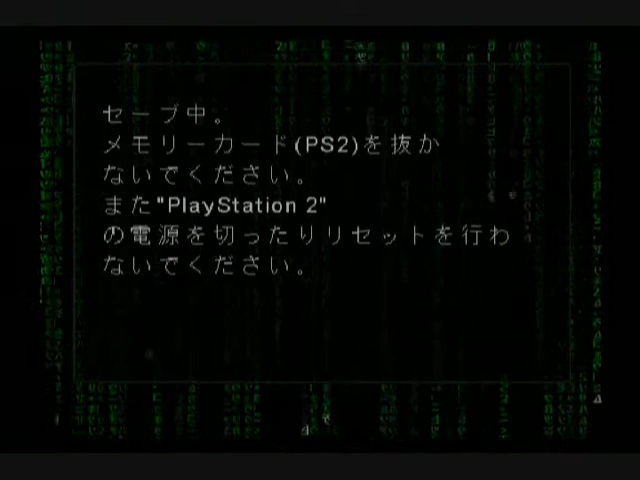 セーブ中。
メモリーカード(PS2)を抜か
ないでください。
また"PlayStation 2"
の電源を切ったりリセットを行わ
ないでください。